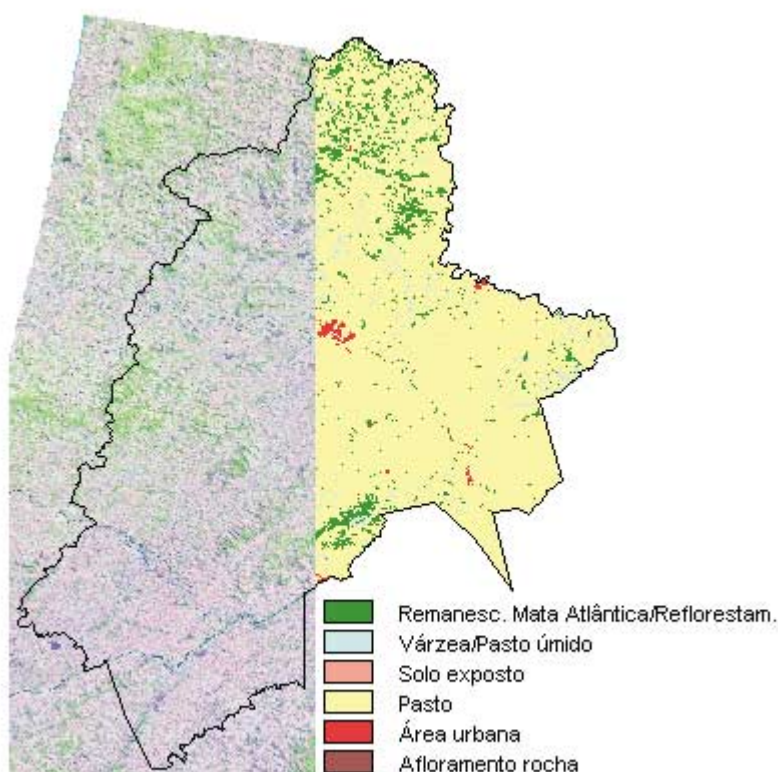 Remanesc. Mata Atlântica/Reflorestam.
Várzea/Pasto úmido
Solo exposto
Pasto
Área urbana
Afloramento rocha